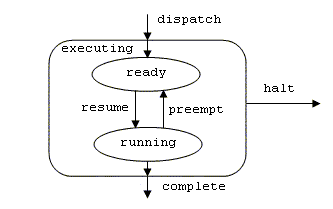 dispatch
executing
ready
halt
resume
preempt
running
complete